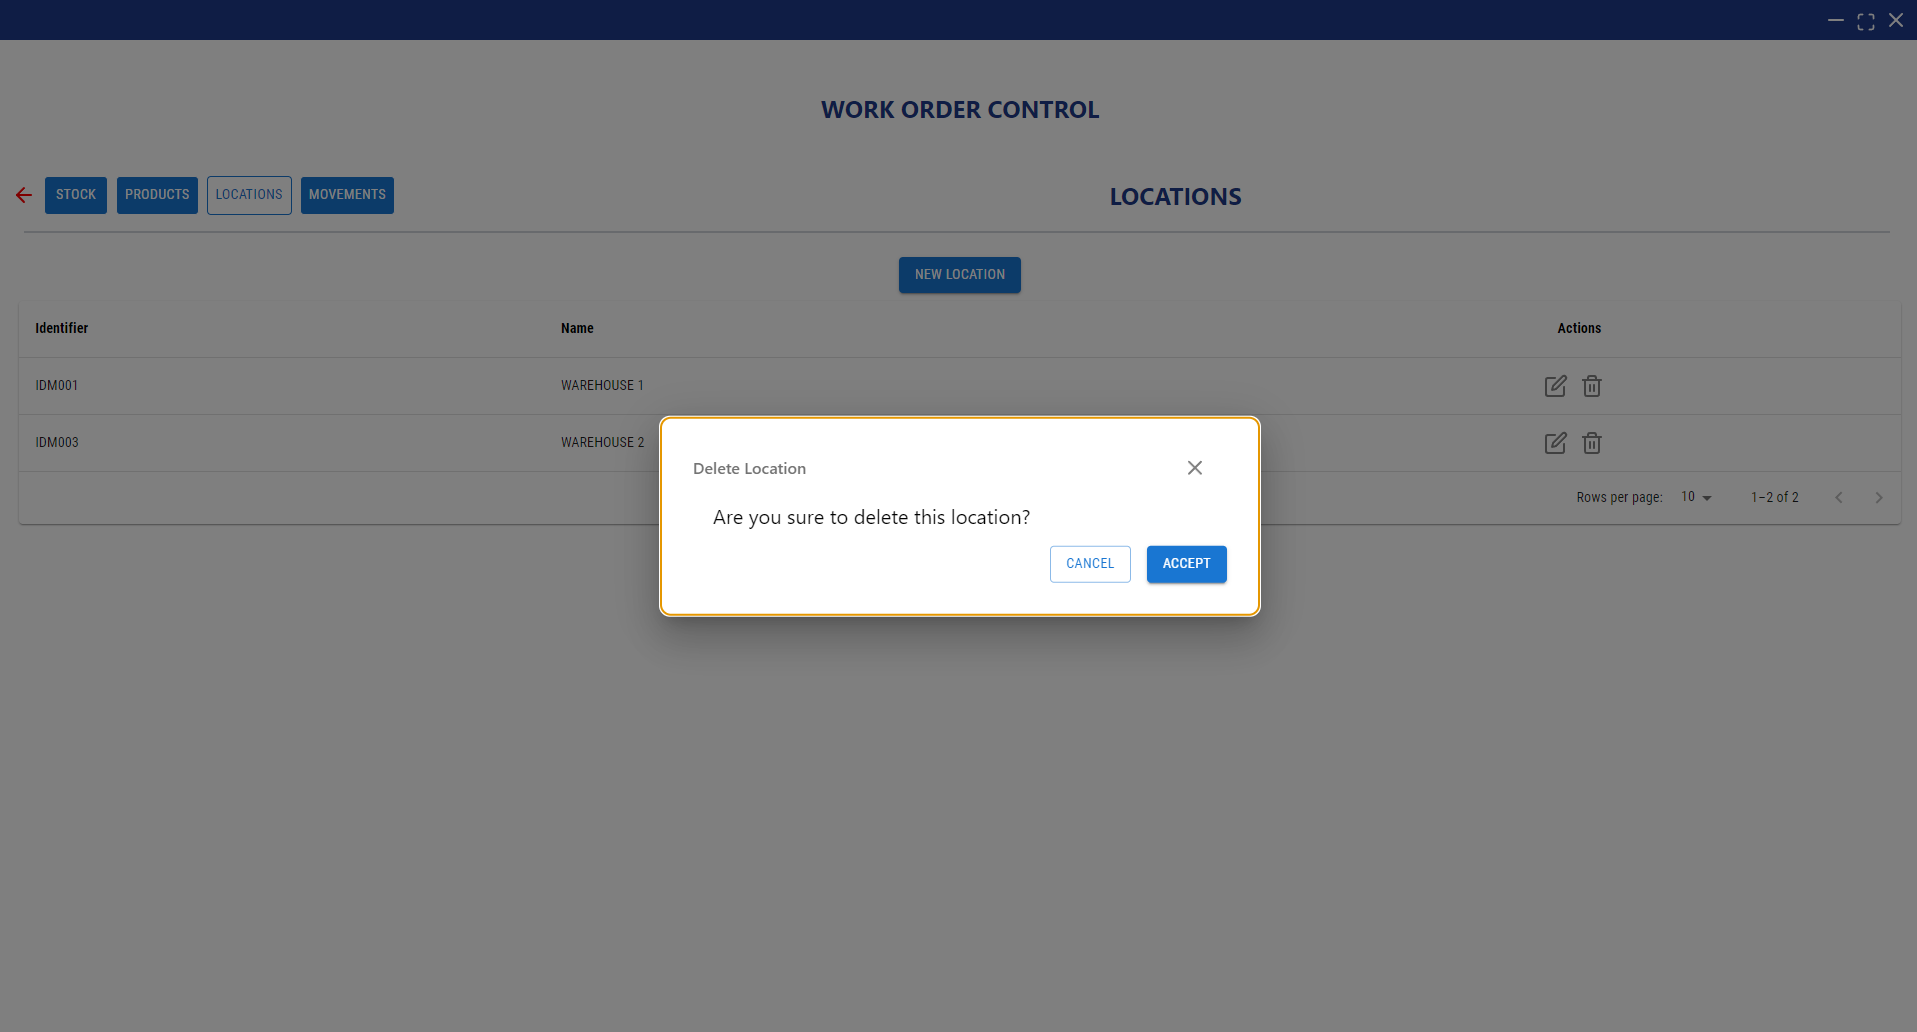 WORK ORDER CONTROL
STOCK PRODUCTS LOCATIONS MOVEMENTS LOCATIONS
NEW LOCATION
Identifier Name Actions
IDM001 WAREHOUSE 1
IDM003 WAREHOUSE 2
Rows per page: 10 1–2 of 2
Delete Location
Are you sure to delete this location?
CANCEL ACCEPT